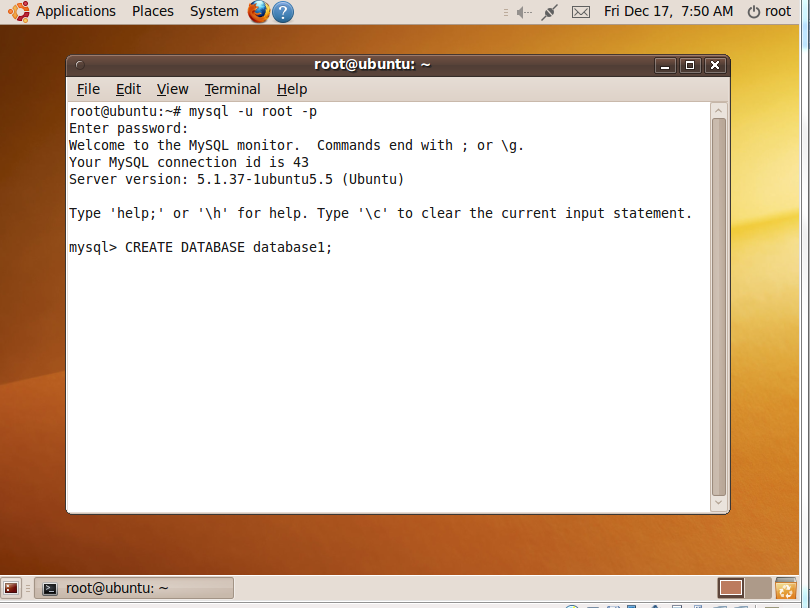 Applications Places System ? Fri Dec 17, 7:50 AM root
root@ubuntu: ~
File Edit View Terminal Help
root@ubuntu:~# mysql -u root -p
Enter password:
Welcome to the MySQL monitor.  Commands end with ; or \g.
Your MySQL connection id is 43
Server version: 5.1.37-1ubuntu5.5 (Ubuntu)
Type 'help;' or '\h' for help. Type '\c' to clear the current input statement.
mysql> CREATE DATABASE database1;
root@ubuntu: ~